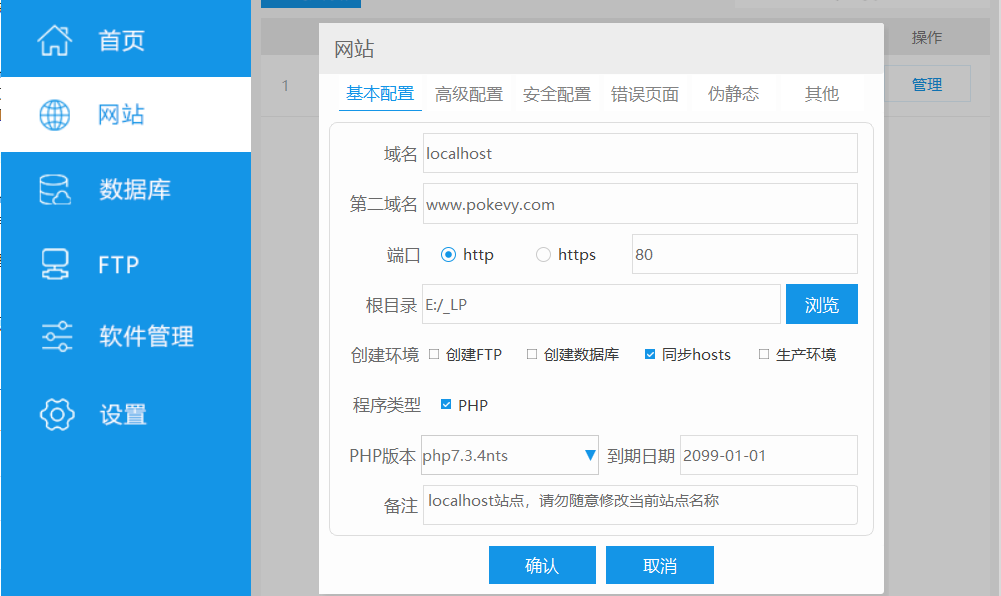 首页
网站
数据库
FTP
软件管理
设置
操作
1
管理
网站
基本配置 高级配置 安全配置 错误页面 伪静态 其他
域名 localhost
第二域名 www.pokevy.com
端口 http https 80
根目录 E:/_LP 浏览
创建环境 创建FTP 创建数据库 同步hosts 生产环境
程序类型 PHP
PHP版本 php7.3.4nts 到期日期 2099-01-01
备注 localhost站点，请勿随意修改当前站点名称
确认 取消